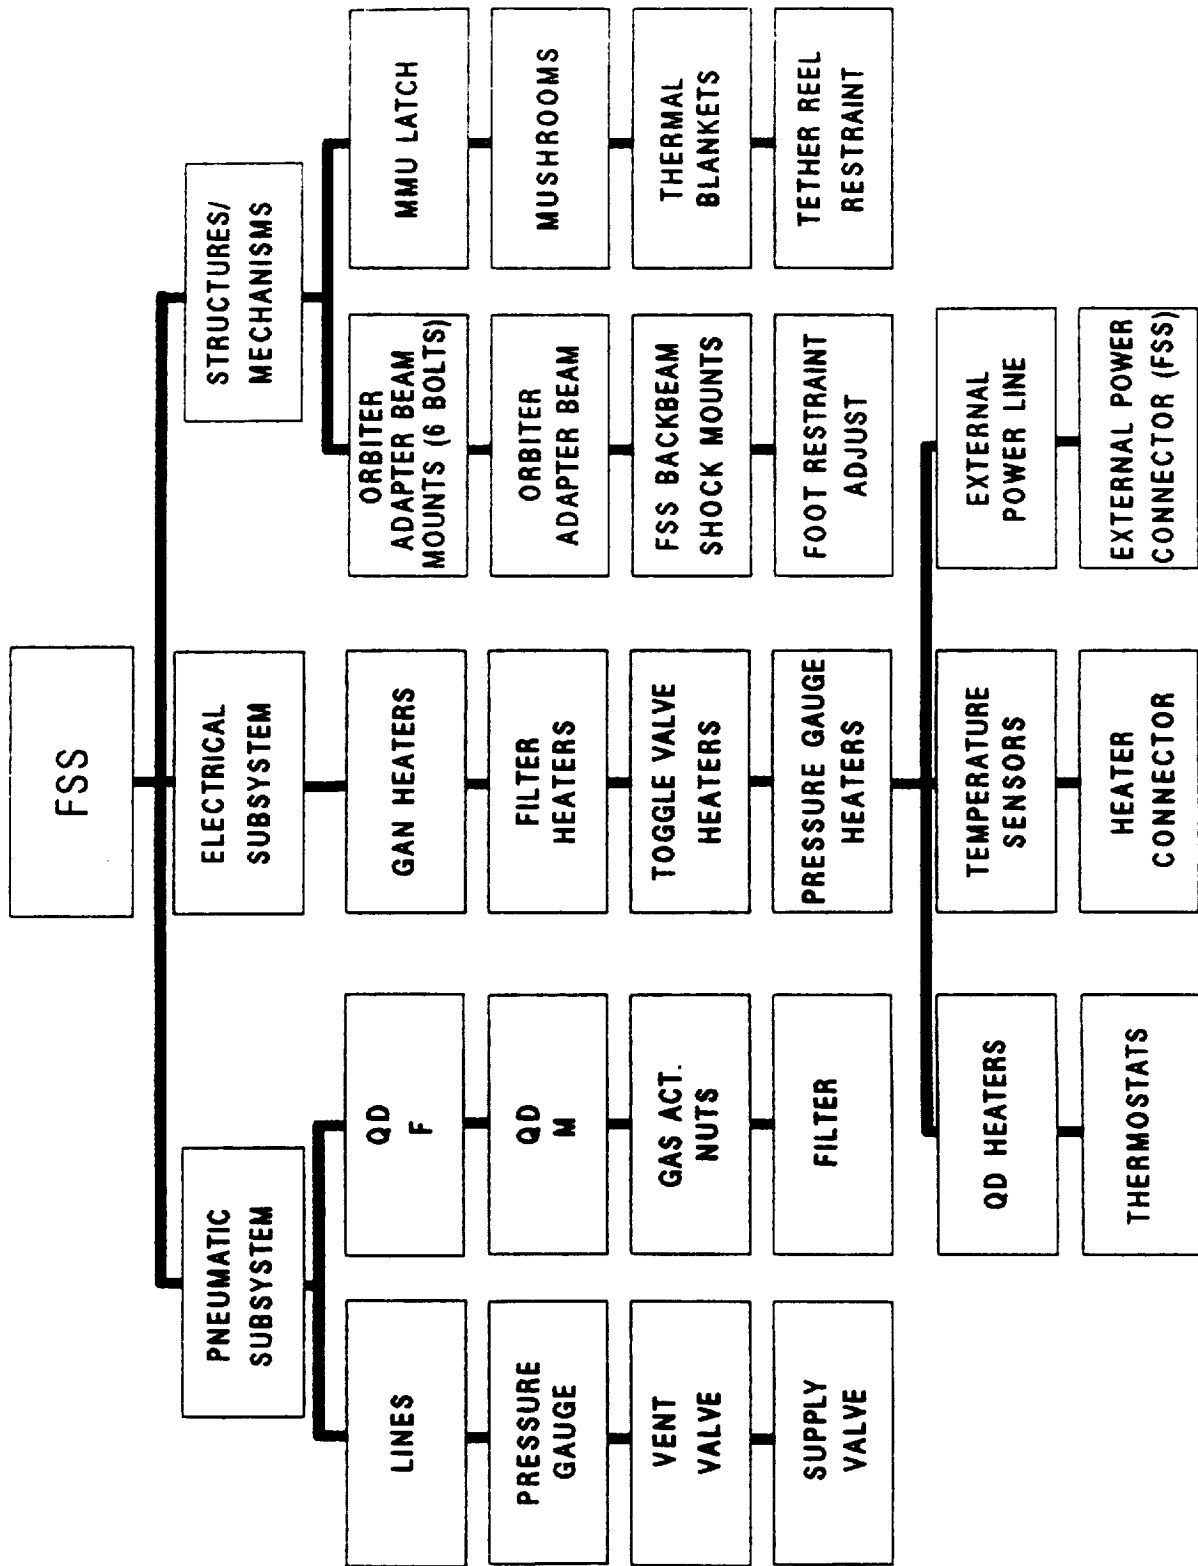 FSS
PNEUMATIC
SUBSYSTEM
ELECTRICAL
SUBSYSTEM
STRUCTURES/
MECHANISMS
LINES
QD
F
GAN HEATERS
ORBITER
ADAPTER BEAM
MOUNTS (6 BOLTS)
MMU LATCH
PRESSURE
GAUGE
QD
M
FILTER
HEATERS
ORBITER
ADAPTER BEAM
MUSHROOMS
VENT
VALVE
GAS ACT.
NUTS
TOGGLE VALVE
HEATERS
FSS BACKBEAM
SHOCK MOUNTS
THERMAL
BLANKETS
SUPPLY
VALVE
FILTER
PRESSURE GAUGE
HEATERS
FOOT RESTRAINT
ADJUST
TETHER REEL
RESTRAINT
QD HEATERS
TEMPERATURE
SENSORS
EXTERNAL
POWER LINE
THERMOSTATS
HEATER
CONNECTOR
EXTERNAL POWER
CONNECTOR (FSS)